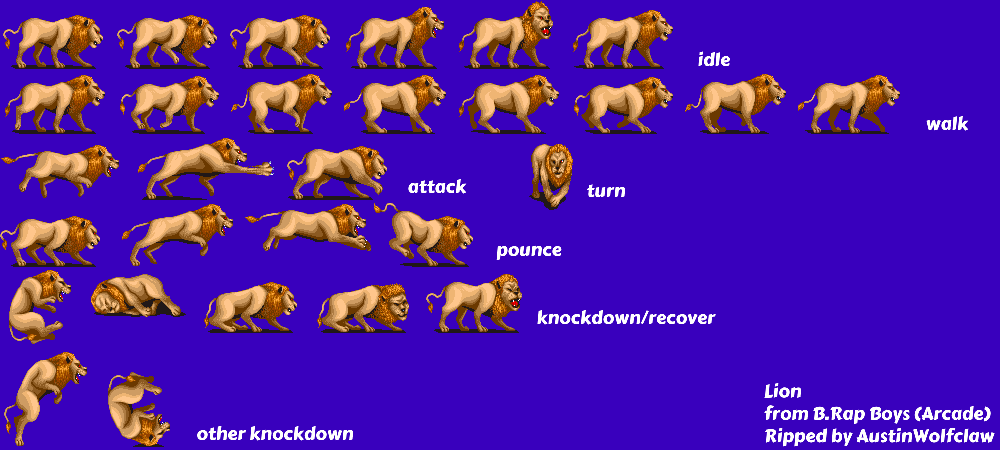 idle
walk
attack
turn
pounce
knockdown/recover
other knockdown
Lion
from B.Rap Boys (Arcade)
Ripped by AustinWolfclaw